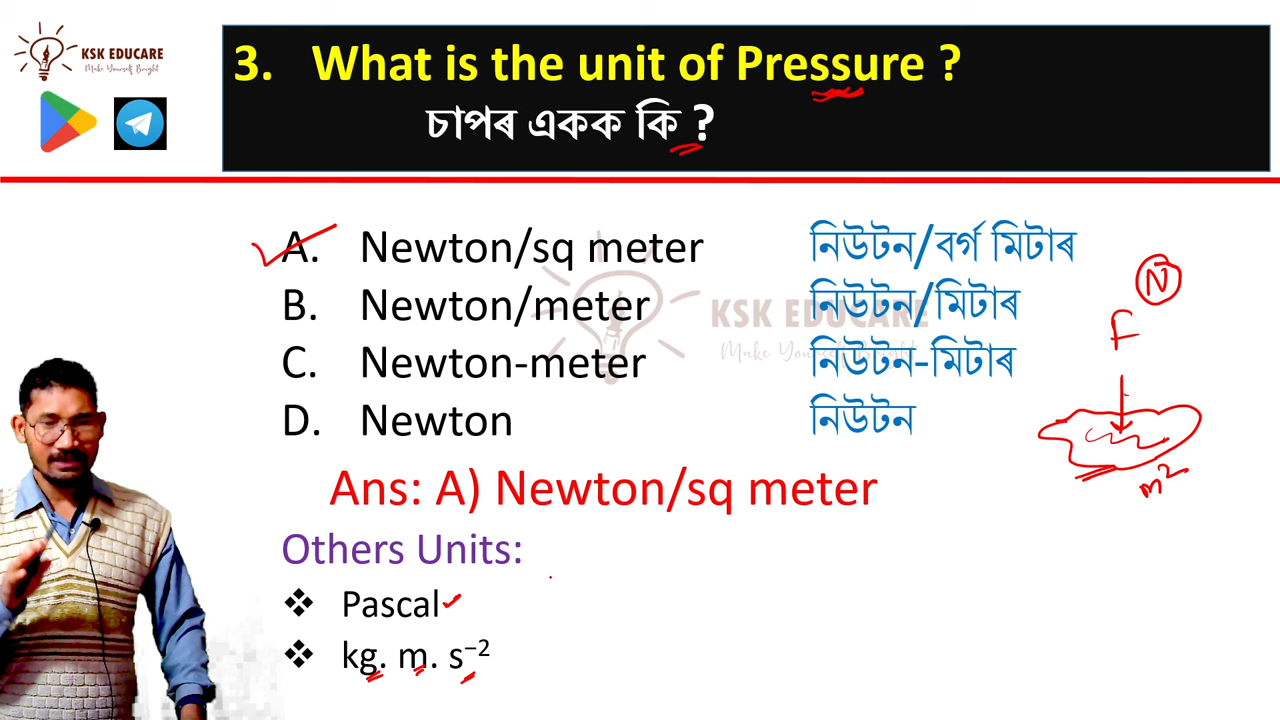 KSK EDUCARE
Make Yourself Bright
3. What is the unit of Pressure ?
চাপৰ একক কি ?
A. Newton/sq meter নিউটন/বৰ্গ মিটাৰ
B. Newton/meter নিউটন/মিটাৰ
C. Newton-meter নিউটন-মিটাৰ
D. Newton নিউটন
KSK EDUCARE
Make Yourself Bright
N
F
m²
Ans: A) Newton/sq meter
Others Units:
❖ Pascal
❖ kg. m. s⁻²